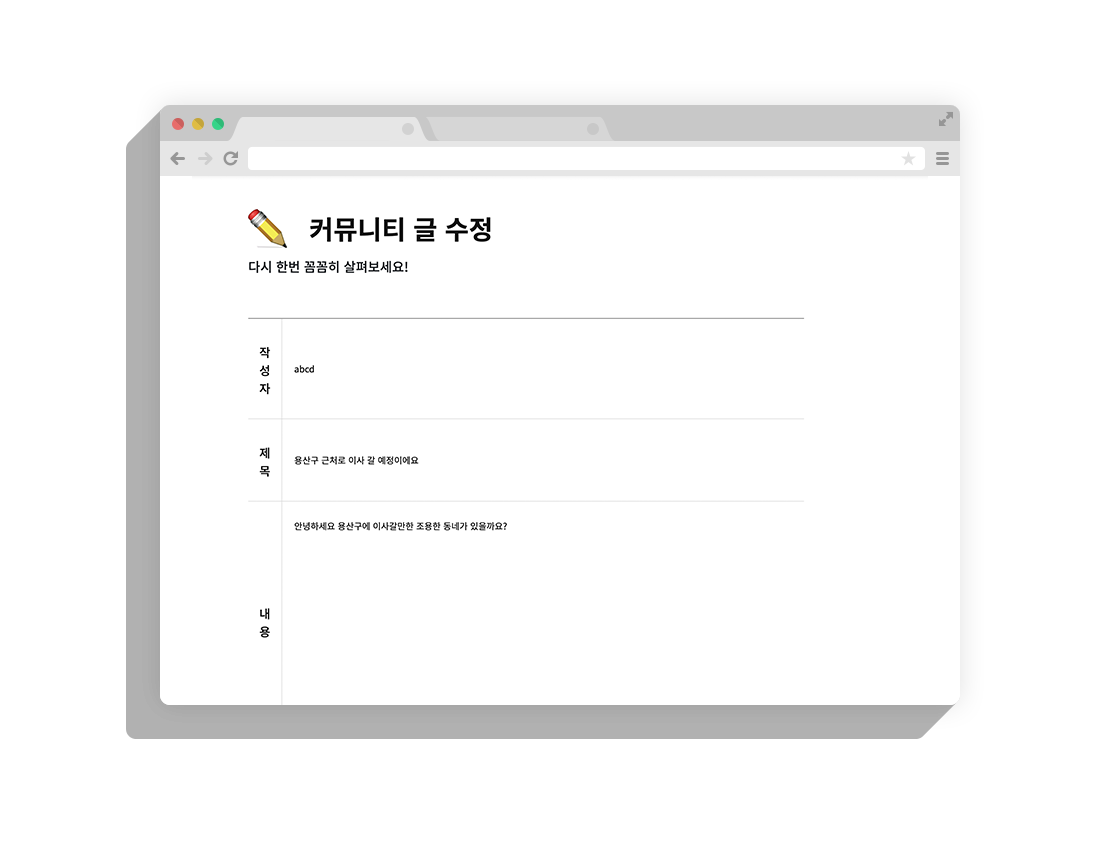 커뮤니티 글 수정
다시 한번 꼼꼼히 살펴보세요!
작
성
자
abcd
제
목
용산구 근처로 이사 갈 예정이에요
안녕하세요 용산구에 이사갈만한 조용한 동네가 있을까요?
내
용